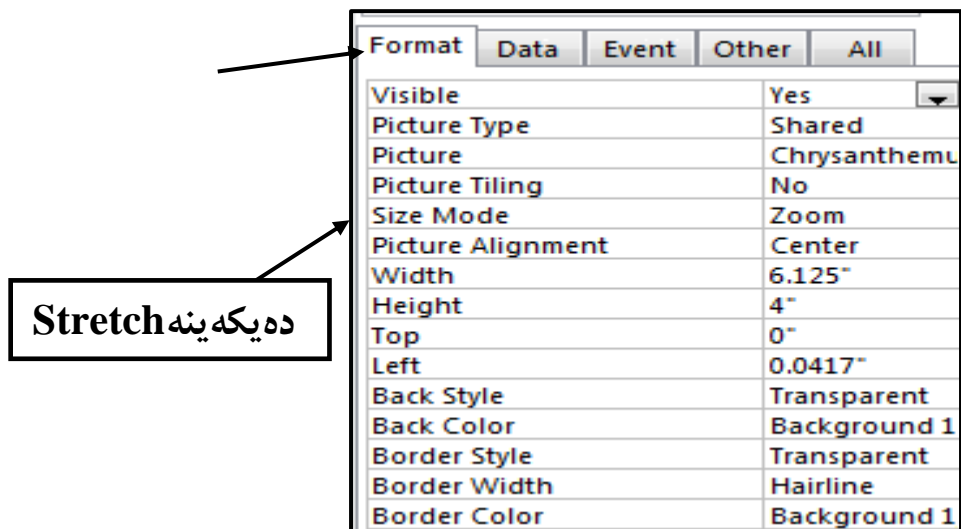 Format Data Event Other All
Visible Yes
Picture Type Shared
Picture Chrysanthemu
Picture Tiling No
Size Mode Zoom
Picture Alignment Center
Width 6.125"
Height 4"
Top 0"
Left 0.0417"
Back Style Transparent
Back Color Background 1
Border Style Transparent
Border Width Hairline
Border Color Background 1
دەیکەینەStretch